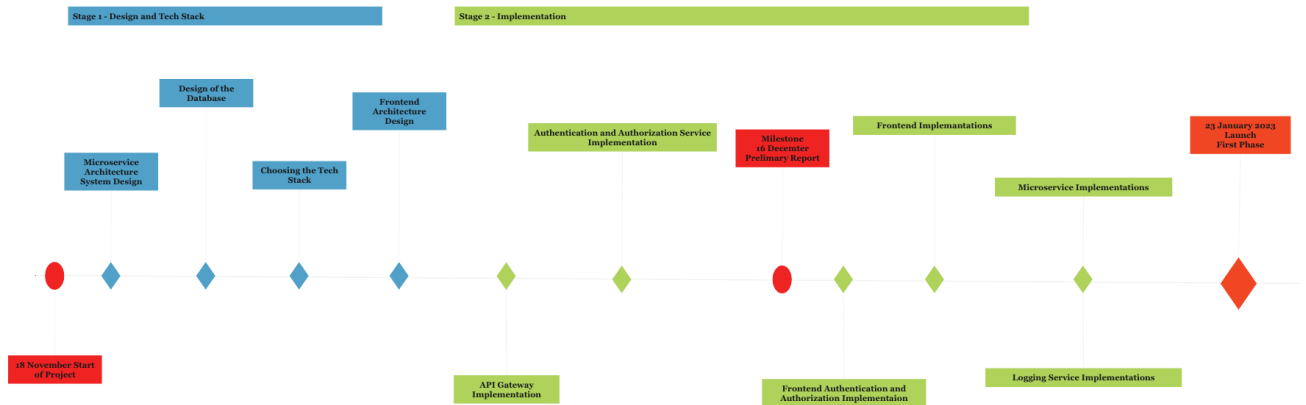 Stage 1 - Design and Tech Stack
Stage 2 - Implementation
Design of the
Database
Frontend
Architecture
Design
23 January 2023
Launch
First Phase
Authentication and Authorization Service
Implementation
Milestone
16 Decemter
Prelimary Report
Frontend Implemantations
Microservice
Architecture
System Design
Choosing the Tech
Stack
Microservice Implementations
18 November Start
of Project
API Gateway
Implementation
Frontend Authentication and
Authorization Implementaion
Logging Service Implementations